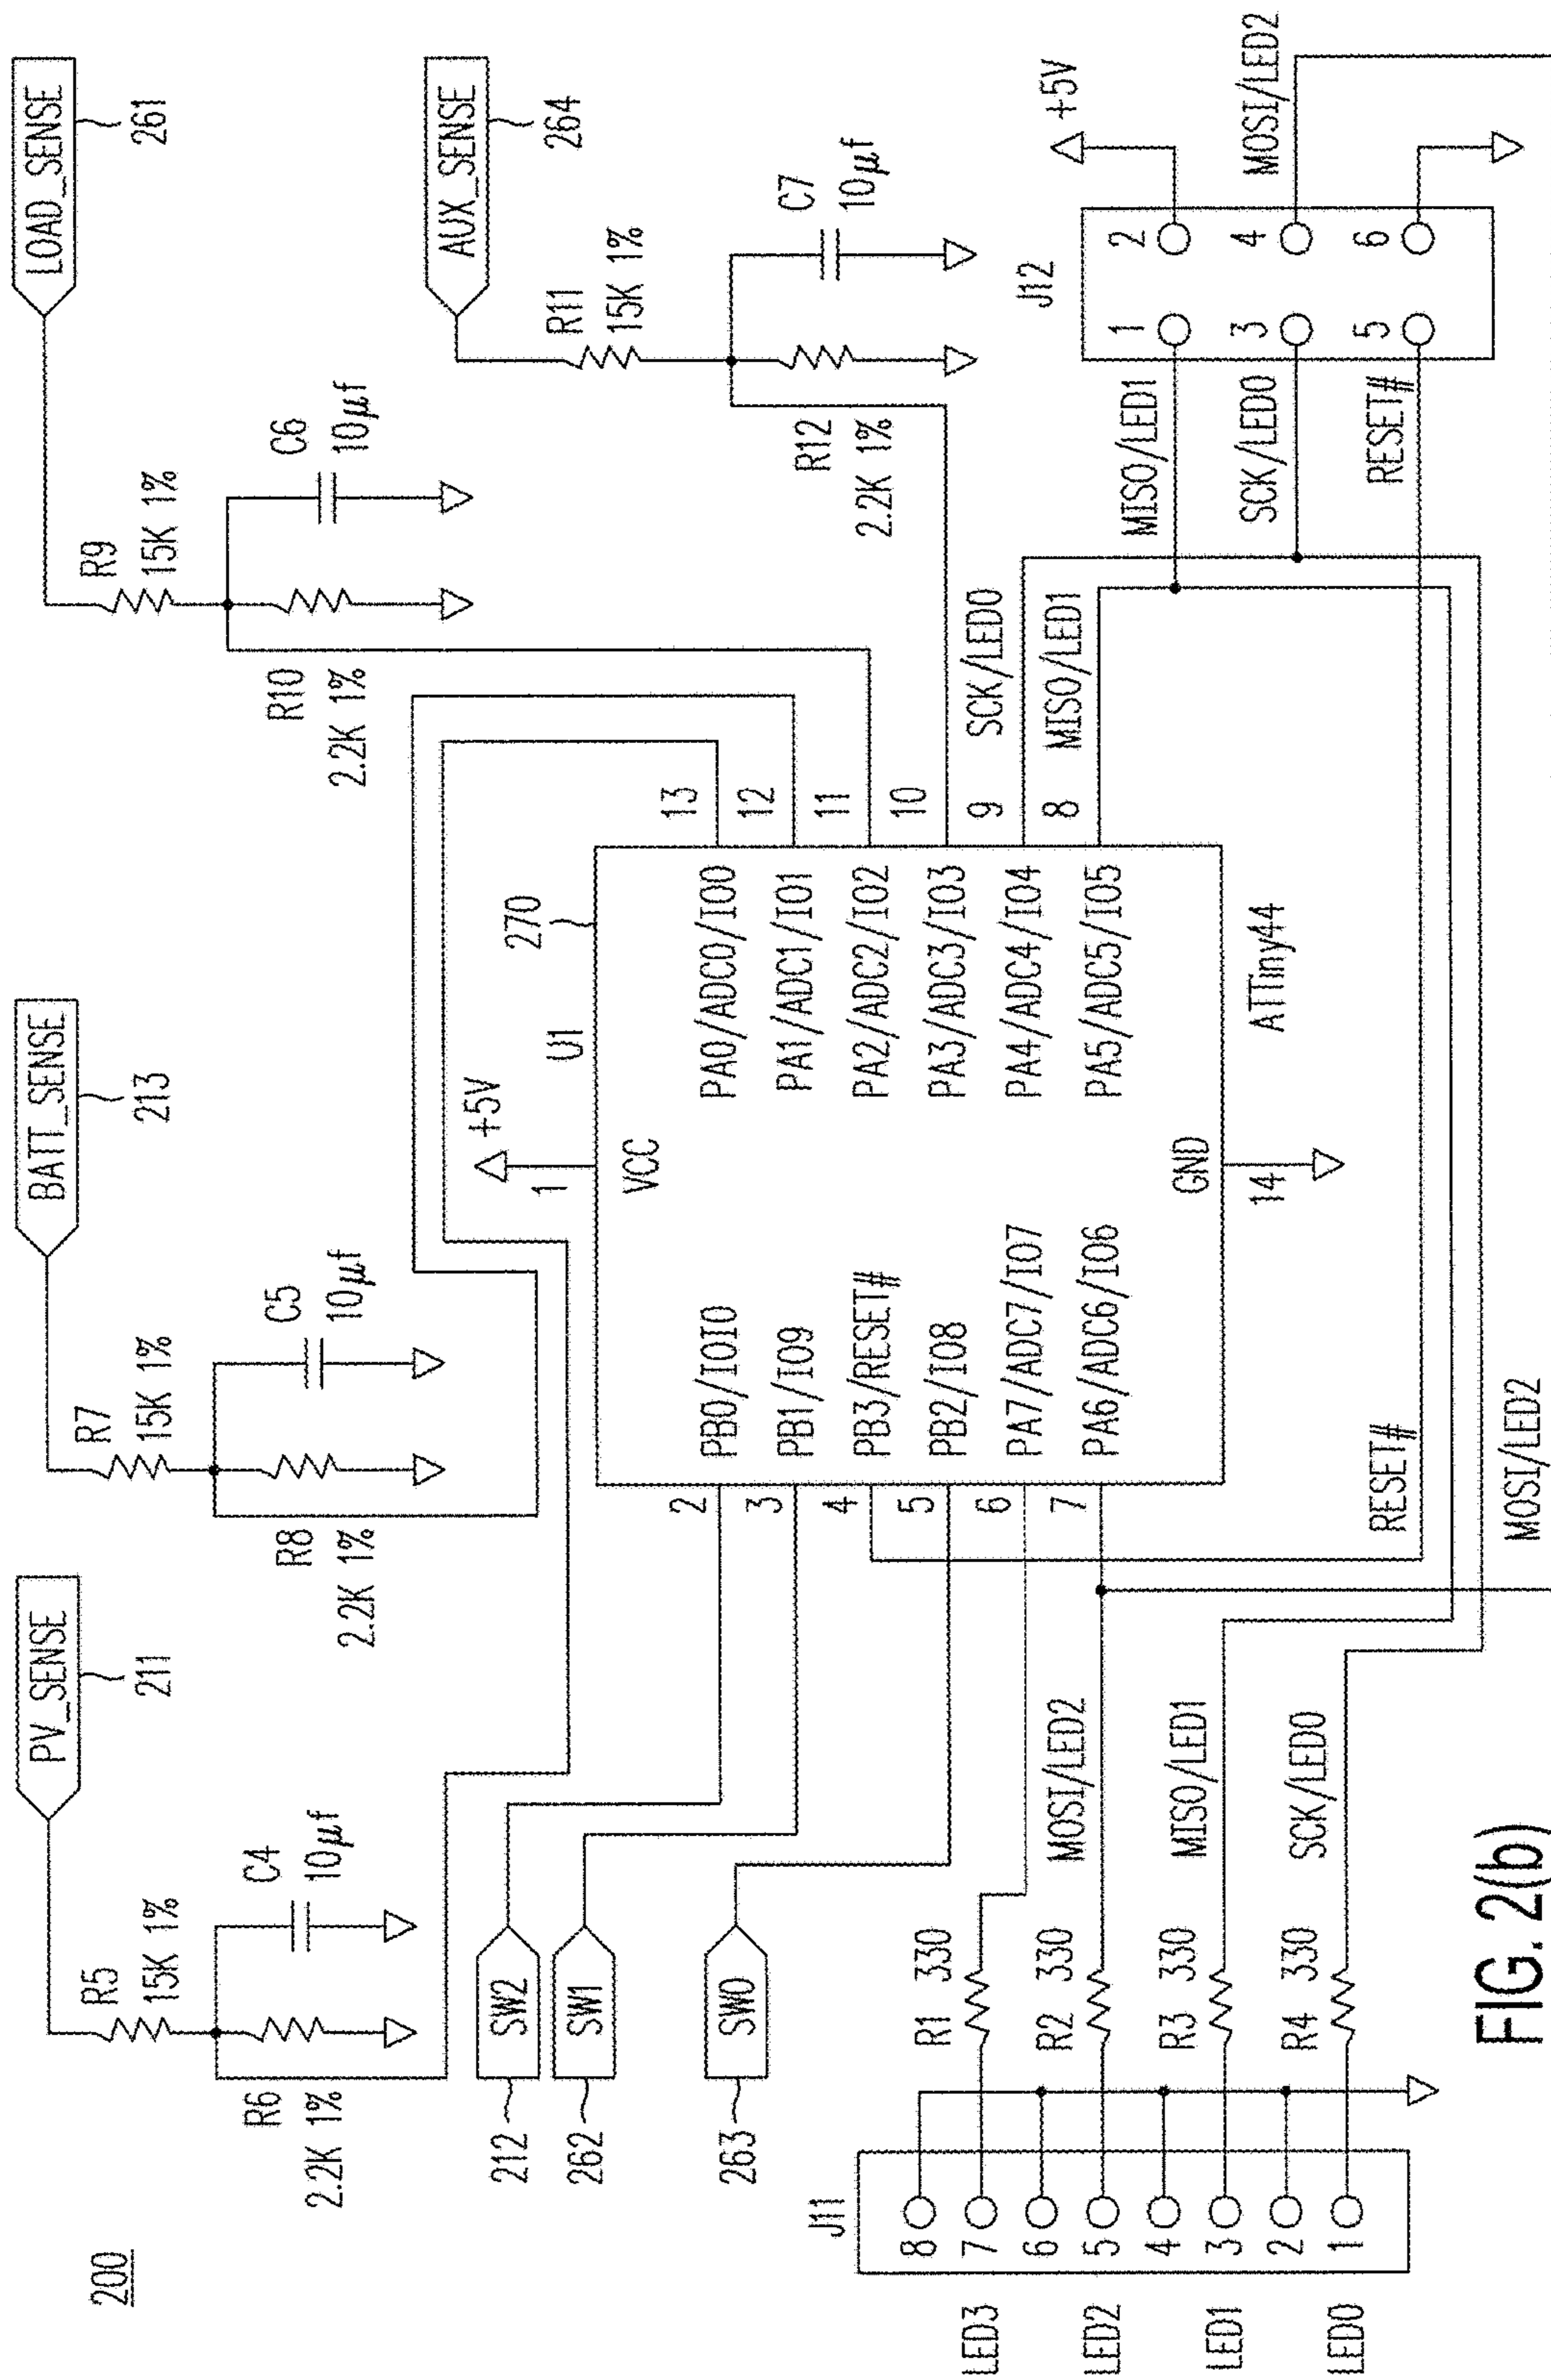 200
PV_SENSE
211
R5
15K 1%
C4
10μf
R6
2.2K 1%
BATT_SENSE
213
R7
15K 1%
C5
10μf
R8
2.2K 1%
LOAD_SENSE
261
R9
15K 1%
C6
10μf
R10
2.2K 1%
AUX_SENSE
264
R11
15K 1%
C7
10μf
R12
2.2K 1%
SW2
212
SW1
262
SW0
263
+5V
1
U1
270
VCC
2
PB0/IOI0
3
PB1/IO9
4
PB3/RESET#
5
PB2/IO8
6
PA7/ADC7/IO7
7
PA6/ADC6/IO6
PA0/ADC0/IO0
13
PA1/ADC1/IO1
12
PA2/ADC2/IO2
11
PA3/ADC3/IO3
10
PA4/ADC4/IO4
9
SCK/LED0
PA5/ADC5/IO5
8
MISO/LED1
GND
14
ATTiny44
J11
8
7
6
5
4
3
2
1
LED3
LED2
LED1
LED0
R1 330
R2 330
MOSI/LED2
R3 330
MISO/LED1
R4 330
SCK/LED0
RESET#
MOSI/LED2
J12
MISO/LED1
SCK/LED0
RESET#
1 2
3 4
5 6
+5V
MOSI/LED2
FIG. 2(b)